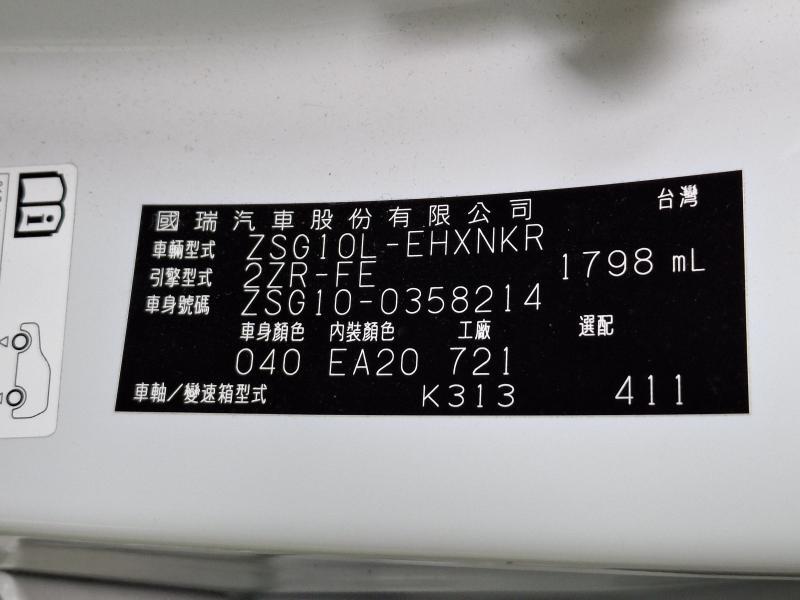 國瑞汽車股份有限公司 台灣
車輛型式 ZSG10L-EHXNKR
引擎型式 2ZR-FE 1798 mL
車身號碼 ZSG10-0358214
車身顏色 內裝顏色 工廠 選配
040 EA20 721
車軸/變速箱型式 K313 411